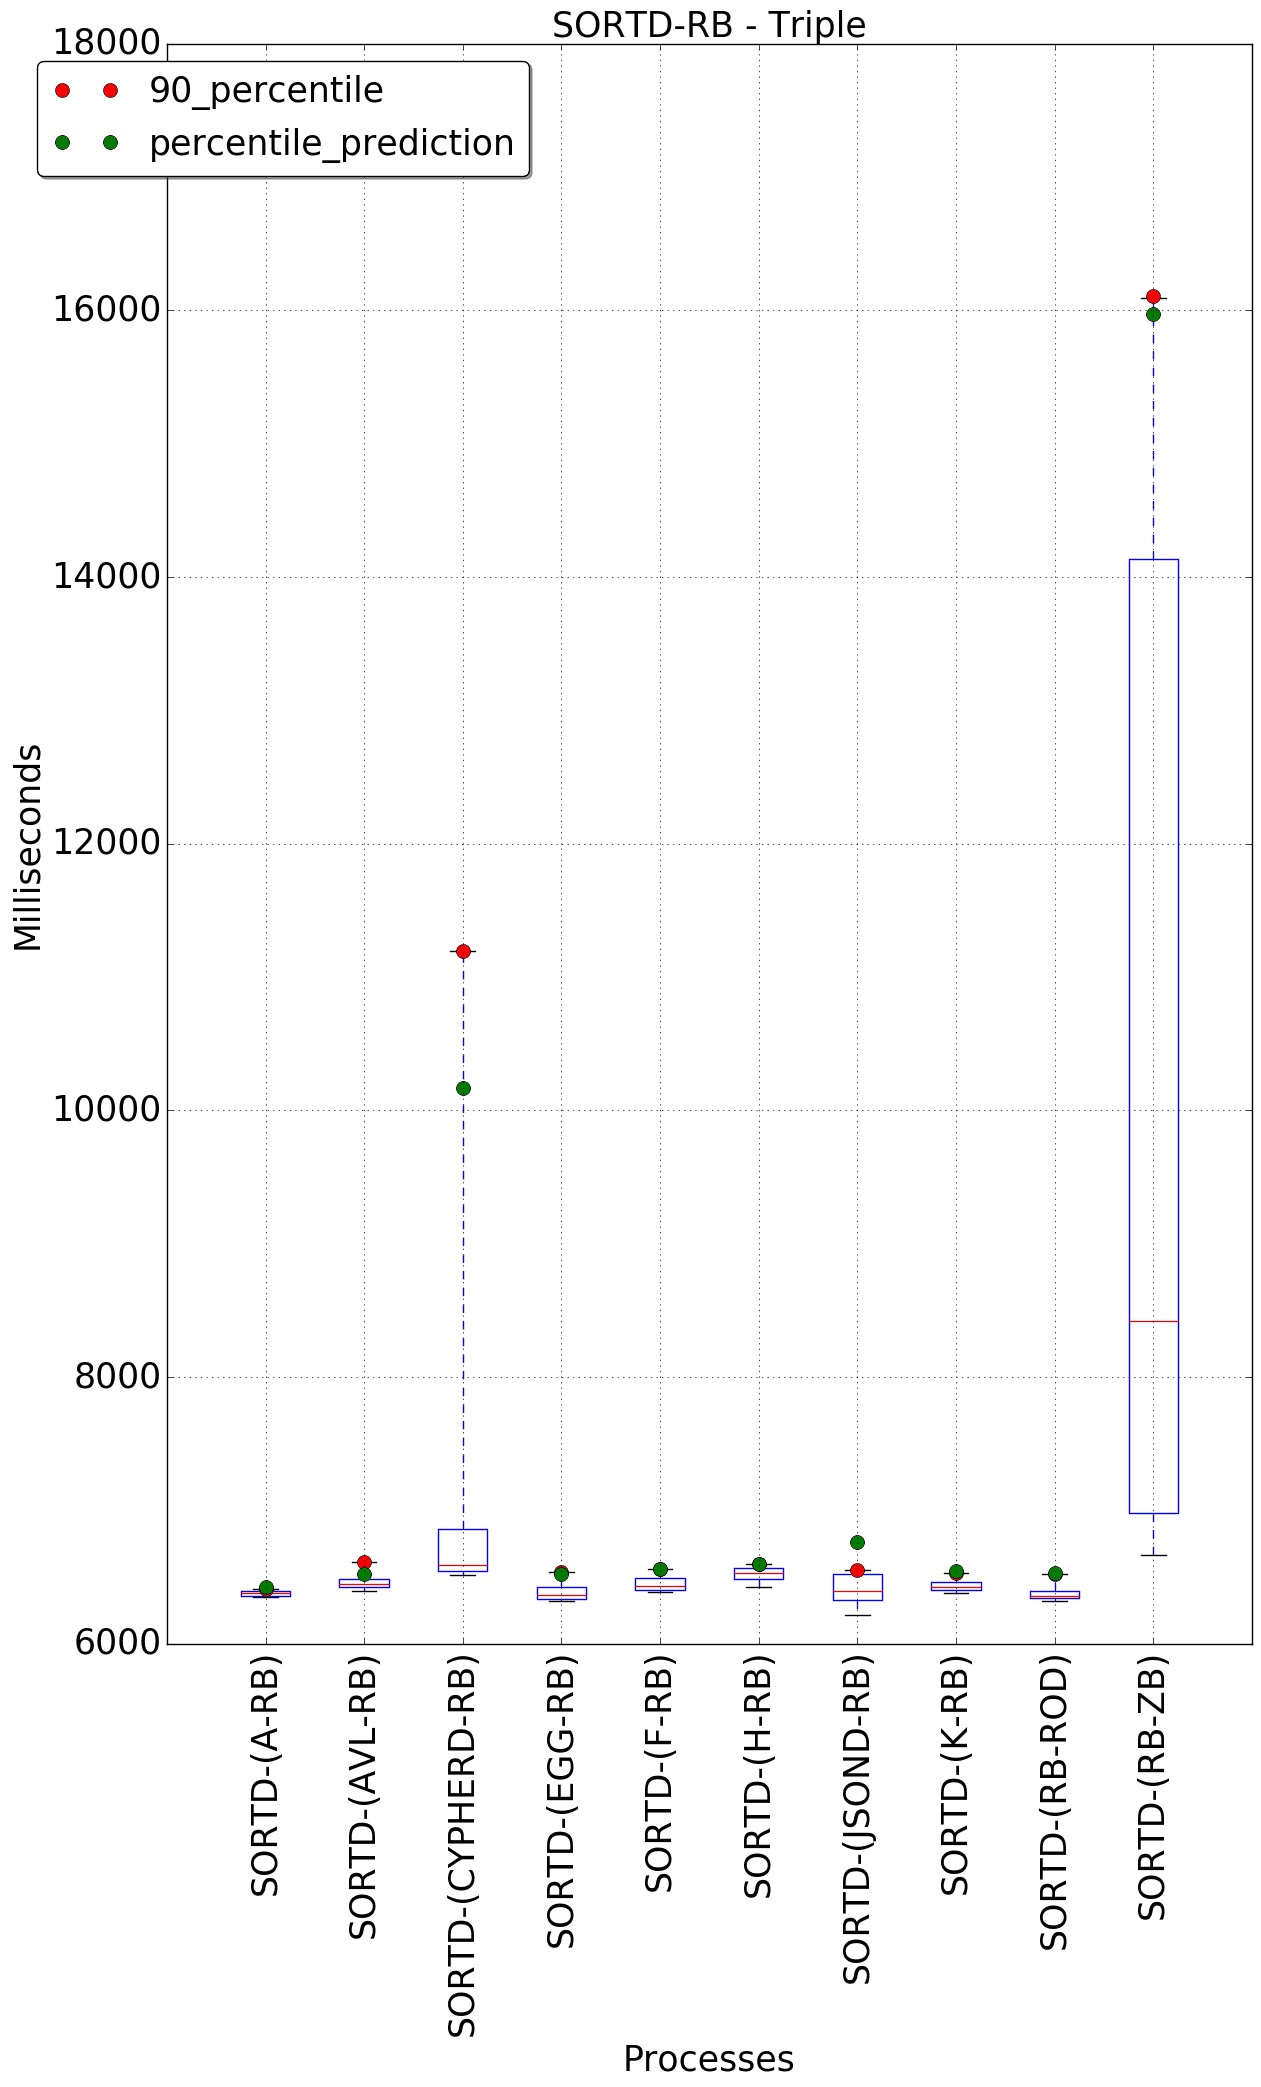 SORTD-RB - Triple
90_percentile
percentile_prediction
18000
16000
14000
12000
10000
8000
6000
Milliseconds
SORTD-(A-RB)
SORTD-(AVL-RB)
SORTD-(CYPHERD-RB)
SORTD-(EGG-RB)
SORTD-(F-RB)
SORTD-(H-RB)
SORTD-(JSOND-RB)
SORTD-(K-RB)
SORTD-(RB-ROD)
SORTD-(RB-ZB)
Processes